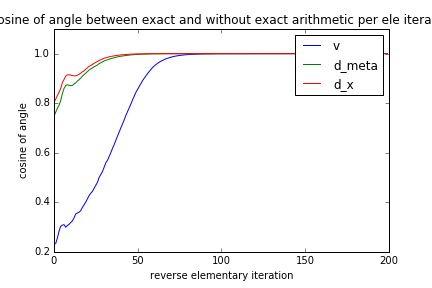 osine of angle between exact and without exact arithmetic per ele itera
v
d_meta
d_x
cosine of angle
1.0
0.8
0.6
0.4
0.2
0 50 100 150 200
reverse elementary iteration